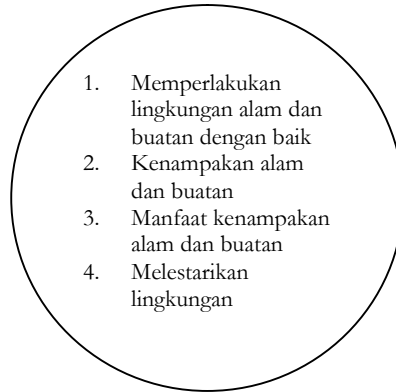 1. Memperlakukan
lingkungan alam dan
buatan dengan baik
2. Kenampakan alam
dan buatan
3. Manfaat kenampakan
alam dan buatan
4. Melestarikan
lingkungan